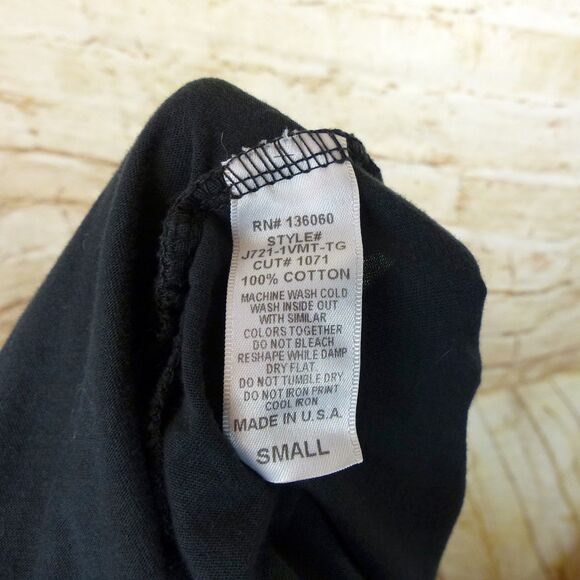 RN# 136060
STYLE#
J721-1VMT-TG
CUT# 1071
100% COTTON
MACHINE WASH COLD
WASH INSIDE OUT
WITH SIMILAR
COLORS TOGETHER
DO NOT BLEACH
RESHAPE WHILE DAMP
DRY FLAT
DO NOT TUMBLE DRY
DO NOT IRON PRINT
COOL IRON
MADE IN U.S.A.
SMALL